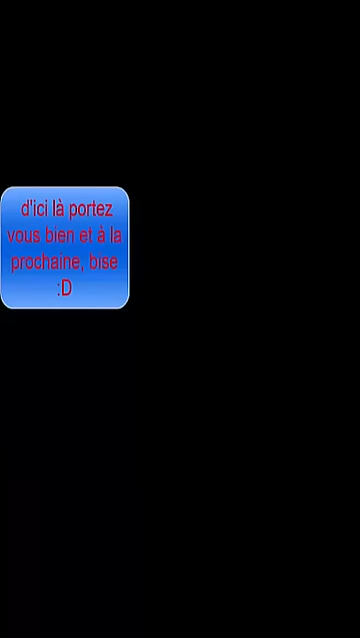 d'ici là portez
vous bien et à la
prochaine, bise
:D